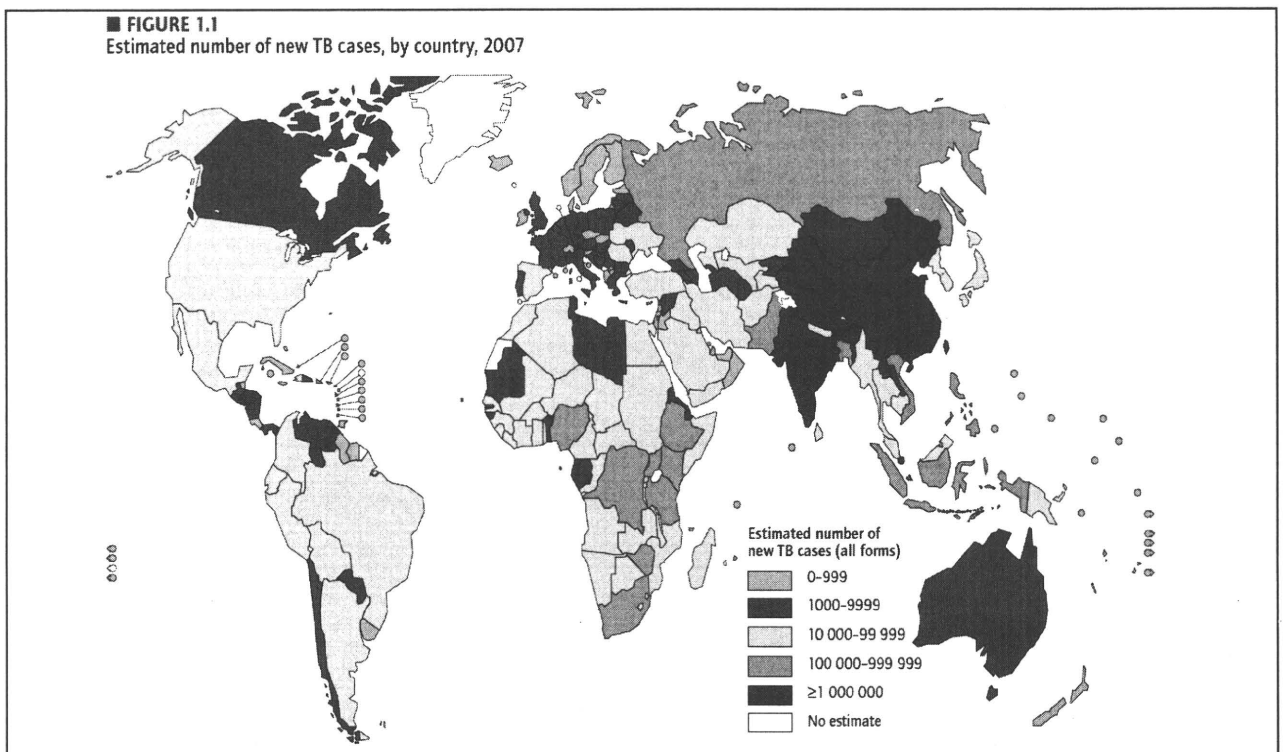 ■ FIGURE 1.1
Estimated number of new TB cases, by country, 2007
Estimated number of
new TB cases (all forms)
0–999
1000–9999
10 000–99 999
100 000–999 999
≥1 000 000
No estimate